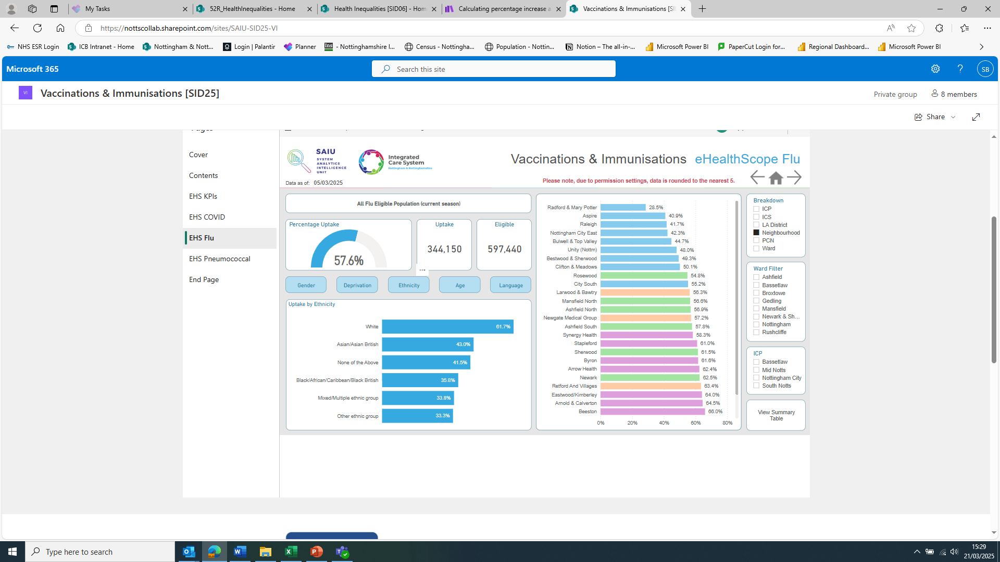 My Tasks
52R_HealthInequalities - Home
Health Inequalities [SID06] - Hom
Calculating percentage increase a
Vaccinations & Immunisations [SI
https://nottscollab.sharepoint.com/sites/SAIU-SID25-VI
NHS ESR Login
ICB Intranet - Home
Nottingham & Nott...
Login | Palantir
Planner
Ins
- Nottinghamshire I...
Census - Nottingha...
Population - Nottin...
Notion – The all-in-...
Microsoft Power BI
PaperCut Login for...
Regional Dashboard...
Microsoft Power BI
Microsoft 365
Search this site
SB
VI
Vaccinations & Immunisations [SID25]
Private group
8 members
Share
Pages
Cover
Contents
EHS KPIs
EHS COVID
EHS Flu
EHS Pneumococcal
End Page
SAIU
SYSTEM
ANALYTICS
INTELLIGENCE
UNIT
Integrated
Care System
Nottingham & Nottinghamshire
Vaccinations & Immunisations eHealthScope Flu
Data as of: 05/03/2025
Please note, due to permission settings, data is rounded to the nearest 5.
All Flu Eligible Population (current season)
Percentage Uptake
57.6%
Uptake
344,150
Eligible
597,440
Gender
Deprivation
Ethnicity
Age
Language
Uptake by Ethnicity
White 61.7%
Asian/Asian British 43.0%
None of the Above 41.5%
Black/African/Caribbean/Black British 35.8%
Mixed/Multiple ethnic group 33.8%
Other ethnic group 33.3%
Radford & Mary Potter 28.5%
Aspire 40.9%
Raleigh 41.7%
Nottingham City East 42.3%
Bulwell & Top Valley 44.7%
Unity (Nottm) 48.0%
Bestwood & Sherwood 49.3%
Clifton & Meadows 50.1%
Rosewood 54.8%
City South 55.2%
Larwood & Bawtry 56.3%
Mansfield North 56.6%
Ashfield North 56.9%
Newgate Medical Group 57.2%
Ashfield South 57.8%
Synergy Health 58.3%
Stapleford 61.0%
Sherwood 61.5%
Byron 61.6%
Arrow Health 62.4%
Newark 62.5%
Retford And Villages 63.4%
Eastwood/Kimberley 64.0%
Arnold & Calverton 64.5%
Beeston 66.0%
0% 20% 40% 60% 80%
Breakdown
ICP
ICS
LA District
Neighbourhood
PCN
Ward
Ward Filter
Ashfield
Bassetlaw
Broxtowe
Gedling
Mansfield
Newark & Sh...
Nottingham
Rushcliffe
ICP
Bassetlaw
Mid Notts
Nottingham City
South Notts
View Summary
Table
Type here to search
15:29
21/03/2025